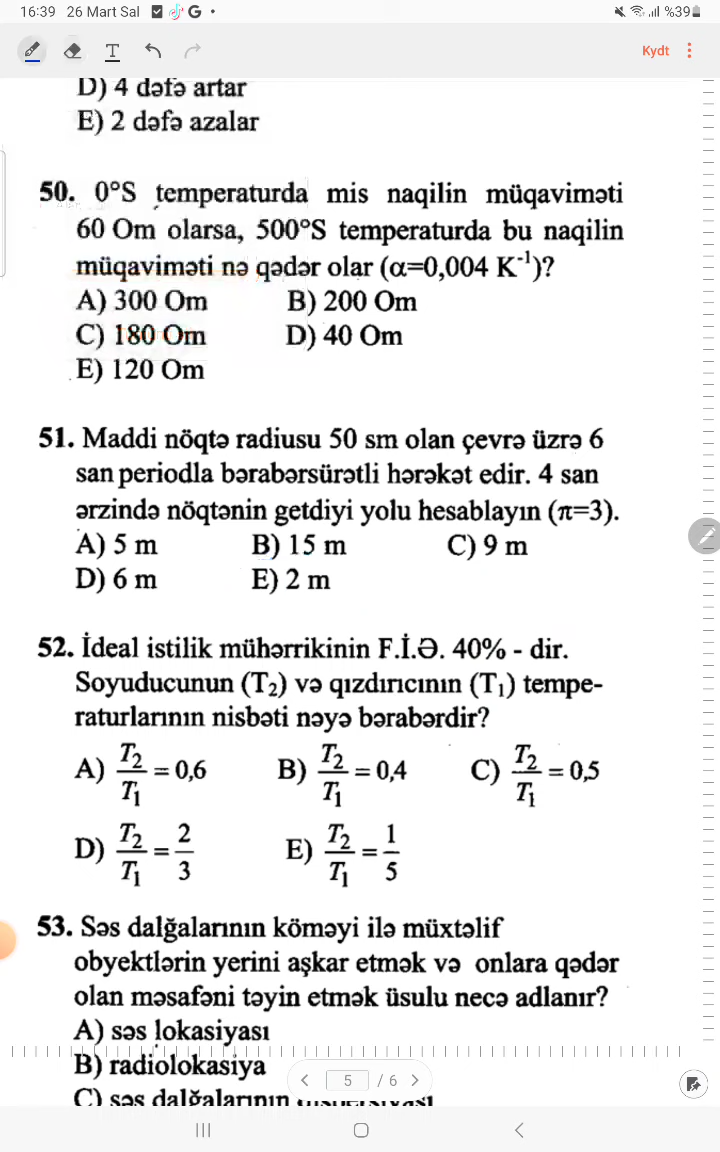 16:39 26 Mart Sal G • %39
T Kydt
D) 4 dəfə artar
E) 2 dəfə azalar
50. 0°S temperaturda mis naqilin müqaviməti
60 Om olarsa, 500°S temperaturda bu naqilin
müqaviməti nə qədər olar (α=0,004 K⁻¹)?
A) 300 Om B) 200 Om
C) 180 Om D) 40 Om
E) 120 Om
51. Maddi nöqtə radiusu 50 sm olan çevrə üzrə 6
san periodla bərabərsürətli hərəkət edir. 4 san
ərzində nöqtənin getdiyi yolu hesablayın (π=3).
A) 5 m B) 15 m C) 9 m
D) 6 m E) 2 m
52. İdeal istilik mühərrikinin F.İ.Ə. 40% - dir.
Soyuducunun (T₂) və qızdırıcının (T₁) tempe-
raturlarının nisbəti nəyə bərabərdir?
A) T₂/T₁ = 0,6 B) T₂/T₁ = 0,4 C) T₂/T₁ = 0,5
D) T₂/T₁ = 2/3 E) T₂/T₁ = 1/5
53. Səs dalğalarının köməyi ilə müxtəlif
obyektlərin yerini aşkar etmək və onlara qədər
olan məsafəni təyin etmək üsulu necə adlanır?
A) səs lokasiyası
B) radiolokasiya
C) səs dalğalarının
5 / 6